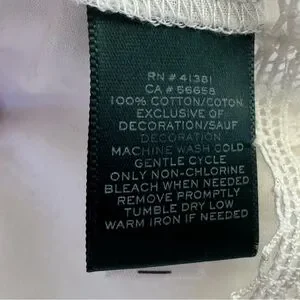 RN # 41381
CA # 56658
100% COTTON/COTON
EXCLUSIVE OF
DECORATION/SAUF
DECORATION
MACHINE WASH COLD
GENTLE CYCLE
ONLY NON-CHLORINE
BLEACH WHEN NEEDED
REMOVE PROMPTLY
TUMBLE DRY LOW
WARM IRON IF NEEDED